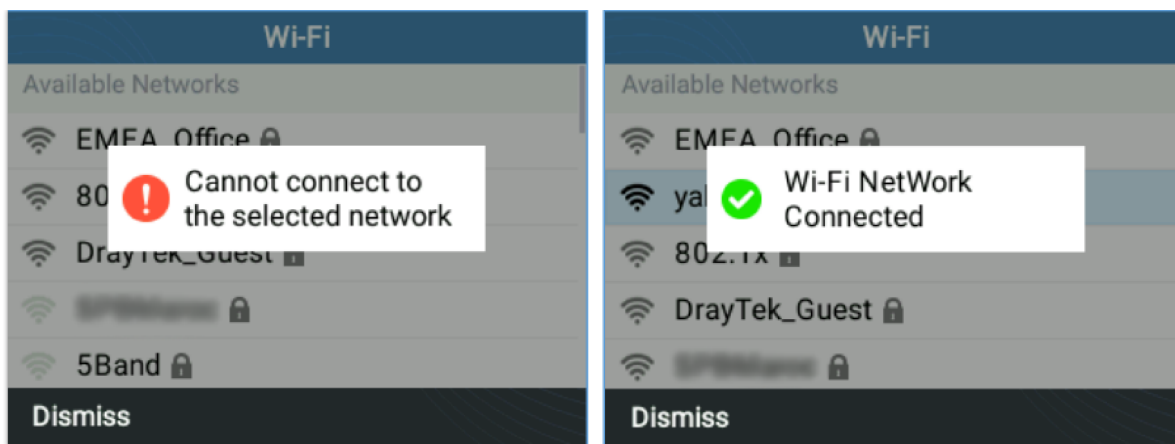 Wi-Fi
Available Networks
EMEA_Office
80
Cannot connect to
the selected network
DrayTek_Guest
5Band
Dismiss
Wi-Fi
Available Networks
EMEA_Office
yal
Wi-Fi NetWork
Connected
802.1x
DrayTek_Guest
Dismiss